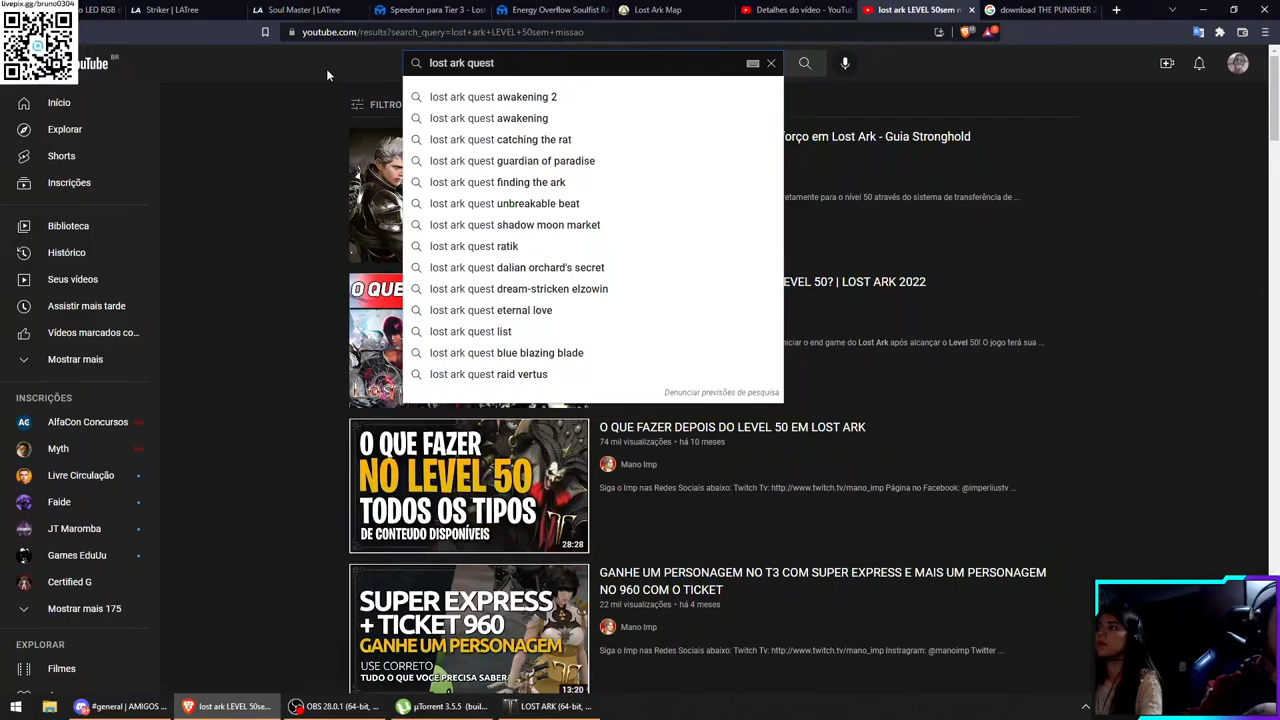 livepix.gg/bruno0304
LED RGB d
LA Striker | LATree
LA Soul Master | LATree
Speedrun para Tier 3 - Lost
Energy Overflow Soulfist Ra
Lost Ark Map
Detalhes do vídeo - YouTub
lost ark LEVEL 50sem n
download THE PUNISHER 2
youtube.com/results?search_query=lost+ark+LEVEL+50sem+missao
YouTube BR
lost ark quest
lost ark quest awakening 2
lost ark quest awakening
lost ark quest catching the rat
lost ark quest guardian of paradise
lost ark quest finding the ark
lost ark quest unbreakable beat
lost ark quest shadow moon market
lost ark quest ratik
lost ark quest dalian orchard's secret
lost ark quest dream-stricken elzowin
lost ark quest eternal love
lost ark quest list
lost ark quest blue blazing blade
lost ark quest raid vertus
Denunciar previsões de pesquisa
Início
Explorar
Shorts
Inscrições
Biblioteca
Histórico
Seus vídeos
Assistir mais tarde
Vídeos marcados co...
Mostrar mais
INSCRIÇÕES
AlfaCon Concursos
Myth
Livre Circulação
Faide
JT Maromba
Games EduUu
Certified G
Mostrar mais 175
EXPLORAR
Filmes
FILTRO
orço em Lost Ark - Guia Stronghold
retamente para o nível 50 através do sistema de transferência de ...
O QUE
EVEL 50? | LOST ARK 2022
niciar o end game do Lost Ark após alcançar o Level 50! O jogo terá sua ...
O QUE FAZER
NO LEVEL 50
TODOS OS TIPOS
DE CONTEUDO DISPONÍVEIS
28:28
O QUE FAZER DEPOIS DO LEVEL 50 EM LOST ARK
74 mil visualizações • há 10 meses
Mano Imp
Siga o Imp nas Redes Sociais abaixo: Twitch Tv: http://www.twitch.tv/mano_imp Página no Facebook: @imperiiustv ...
SUPER EXPRESS
+ TICKET 960
GANHE UM PERSONAGEM
USE CORRETO
TUDO O QUE VOCÊ PRECISA SABER
13:20
GANHE UM PERSONAGEM NO T3 COM SUPER EXPRESS E MAIS UM PERSONAGEM
NO 960 COM O TICKET
22 mil visualizações • há 4 meses
Mano Imp
Siga o Imp nas Redes Sociais abaixo: Twitch Tv: http://www.twitch.tv/mano_imp Instagram: @manoimp Twitter ...
#general | AMIGOS ...
lost ark LEVEL 50se...
OBS 28.0.1 (64-bit, ...
µTorrent 3.5.5 (buil...
LOST ARK (64-bit, ...